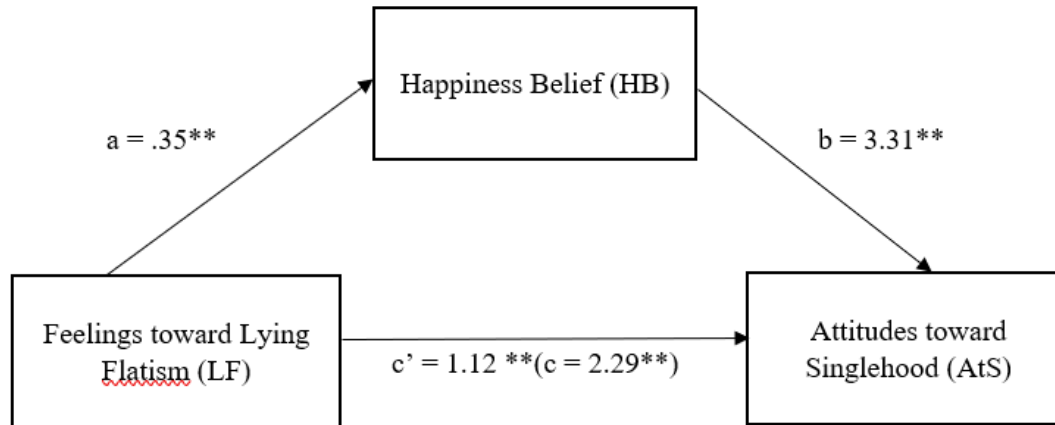 Happiness Belief (HB)
a = .35**
b = 3.31**
Feelings toward Lying
Flatism (LF)
c’ = 1.12 **(c = 2.29**)
Attitudes toward
Singlehood (AtS)